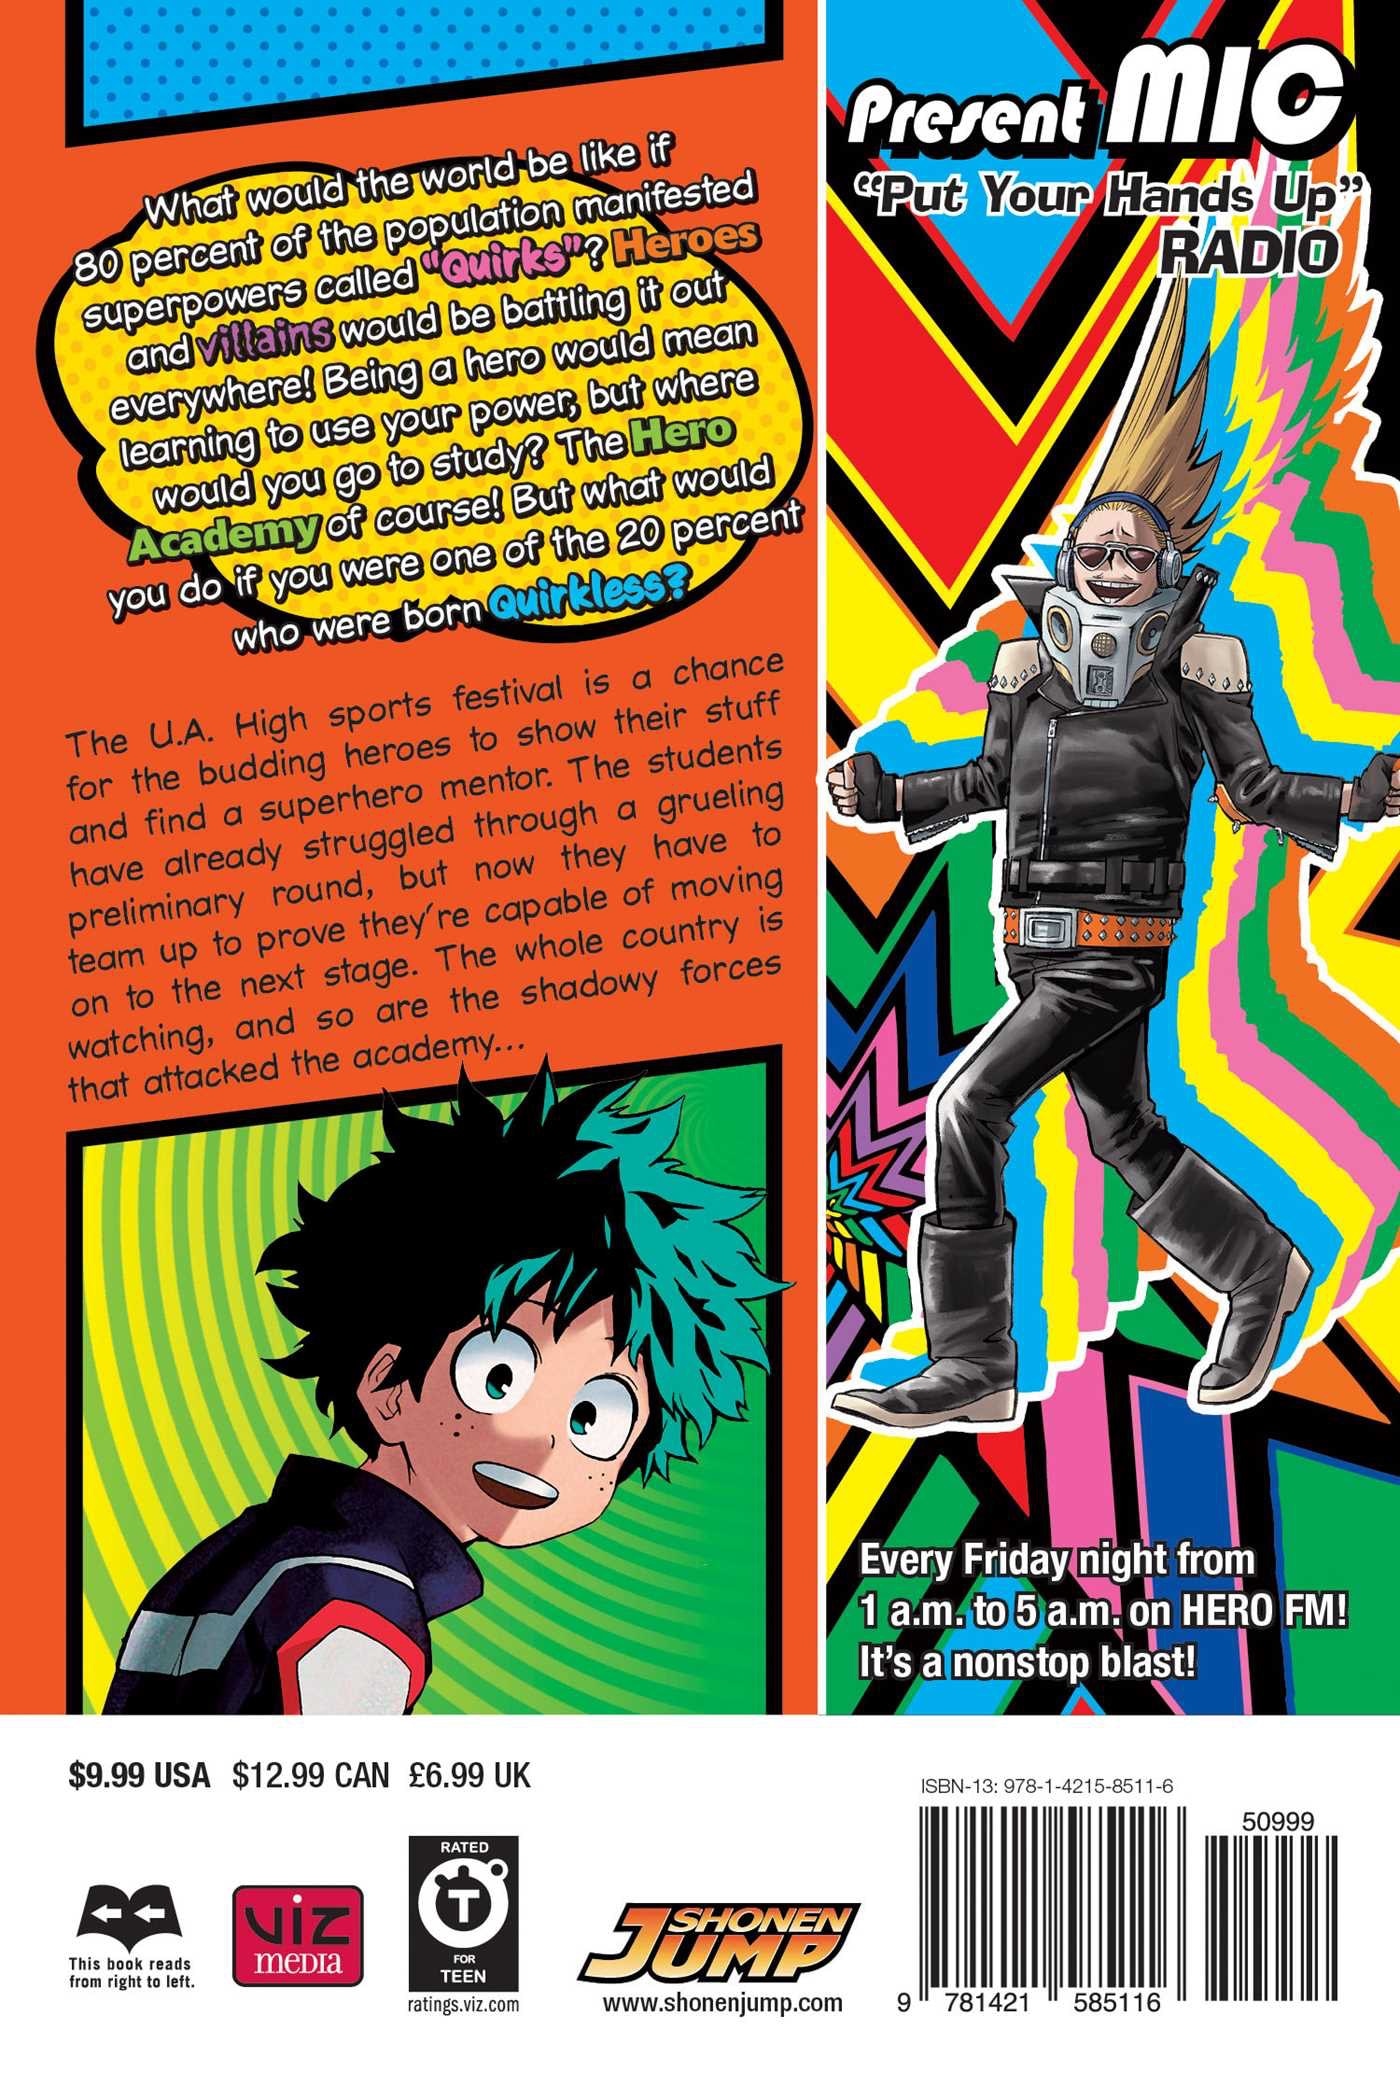 What would the world be like if
80 percent of the population manifested
superpowers called "Quirks"? Heroes
and villains would be battling it out
everywhere! Being a hero would mean
learning to use your power, but where
would you go to study? The Hero
Academy of course! But what would
you do if you were one of the 20 percent
who were born Quirkless?
The U.A. High sports festival is a chance
for the budding heroes to show their stuff
and find a superhero mentor. The students
have already struggled through a grueling
preliminary round, but now they have to
team up to prove they're capable of moving
on to the next stage. The whole country is
watching, and so are the shadowy forces
that attacked the academy...
Present MIC
"Put Your Hands Up"
RADIO
Every Friday night from
1 a.m. to 5 a.m. on HERO FM!
It's a nonstop blast!
$9.99 USA $12.99 CAN £6.99 UK
This book reads
from right to left.
VIZ
MEDIA
RATED
T
FOR
TEEN
ratings.viz.com
SHONEN
JUMP
www.shonenjump.com
ISBN-13: 978-1-4215-8511-6
50999
9 781421 585116